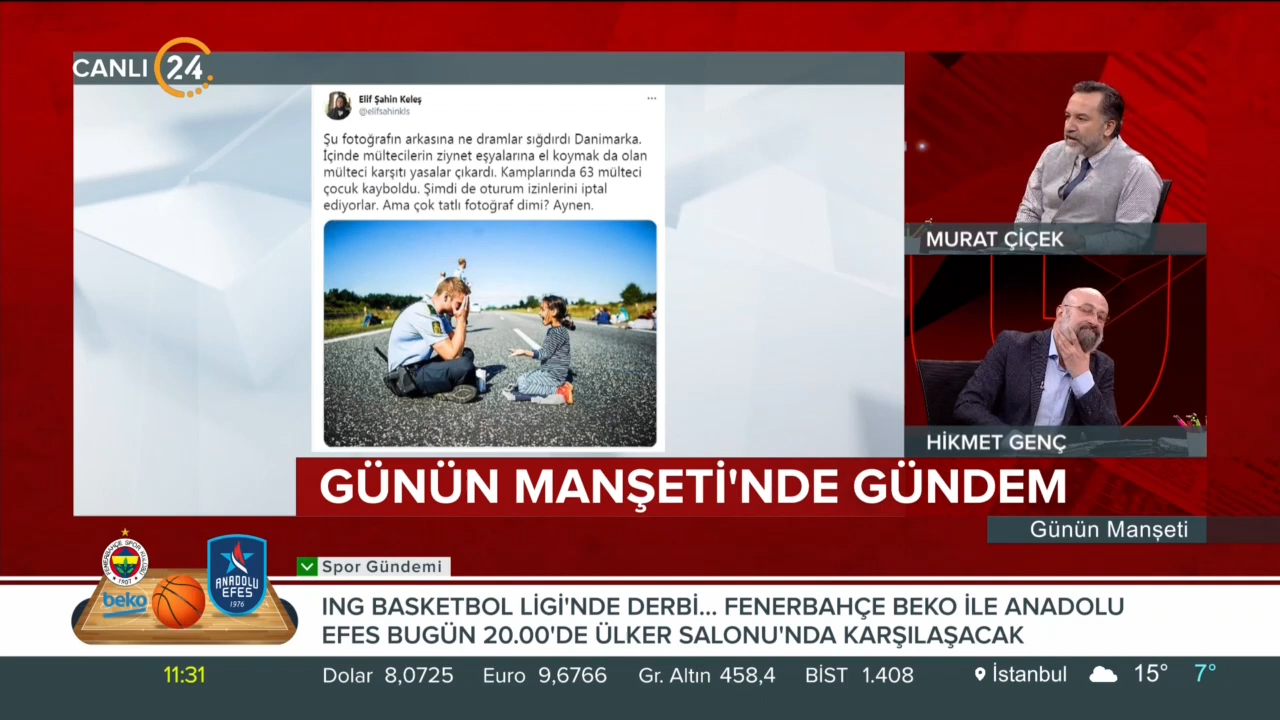 CANLI 24
Elif Şahin Keleş
@elifsahinkls
Şu fotoğrafın arkasına ne dramlar sığdırdı Danimarka.
İçinde mültecilerin ziynet eşyalarına el koymak da olan
mülteci karşıtı yasalar çıkardı. Kamplarında 63 mülteci
çocuk kayboldu. Şimdi de oturum izinlerini iptal
ediyorlar. Ama çok tatlı fotoğraf dimi? Aynen.
MURAT ÇİÇEK
HİKMET GENÇ
GÜNÜN MANŞETİ'NDE GÜNDEM
Günün Manşeti
FENERBAHÇE SPOR KULÜBÜ
1907
beko
ANADOLU
EFES
1976
Spor Gündemi
ING BASKETBOL LİGİ'NDE DERBİ... FENERBAHÇE BEKO İLE ANADOLU
EFES BUGÜN 20.00'DE ÜLKER SALONU'NDA KARŞILAŞACAK
11:31 Dolar 8,0725 Euro 9,6766 Gr. Altın 458,4 BİST 1.408 İstanbul 15° 7°